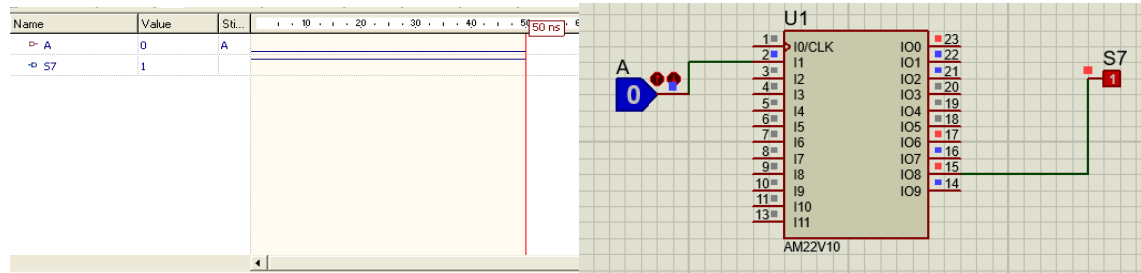 Name Value Sti... 10 20 30 40 50 ns 6
A 0 A
S7 1
U1
A
0
S7
1
1 I0/CLK IO0 23
2 I1 IO1 22
3 I2 IO2 21
4 I3 IO3 20
5 I4 IO4 19
6 I5 IO5 18
7 I6 IO6 17
8 I7 IO7 16
9 I8 IO8 15
10 I9 IO9 14
11 I10
13 I11
AM22V10